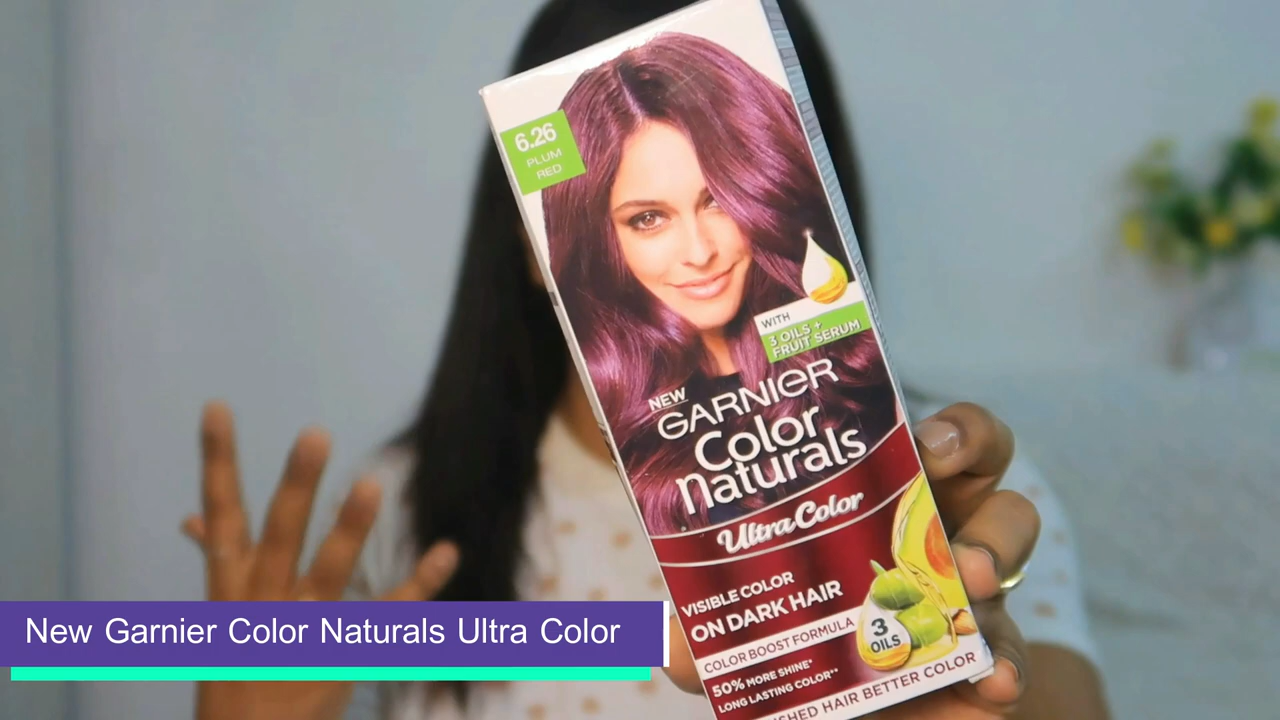 6.26
PLUM
RED
WITH
3 OILS +
FRUIT SERUM
NEW
GARNIER
Color
Naturals
Ultra Color
VISIBLE COLOR
ON DARK HAIR
COLOR BOOST FORMULA
3
OILS
50% MORE SHINE*
LONG LASTING COLOR**
HAIR BETTER COLOR
New Garnier Color Naturals Ultra Color